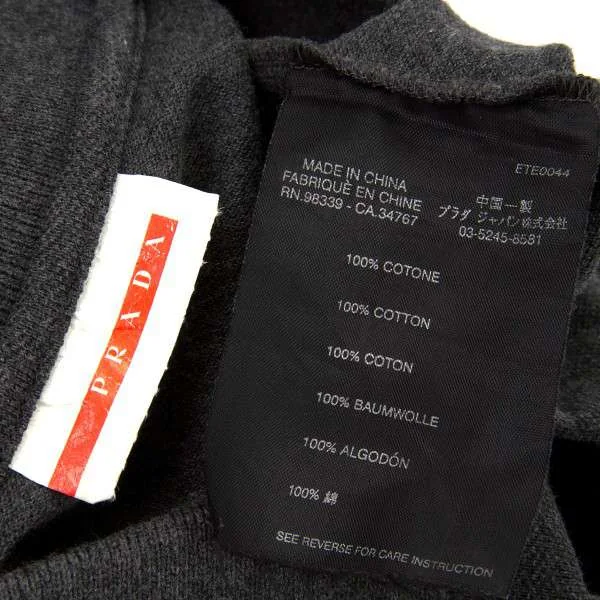 PRADA
ETE0044
MADE IN CHINA
FABRIQUÈ EN CHINE
RN.98339 - CA.34767
中国一製
プラダ ジャパン株式会社
03-5245-8581
100% COTONE
100% COTTON
100% COTON
100% BAUMWOLLE
100% ALGODÓN
100% 綿
SEE REVERSE FOR CARE INSTRUCTION